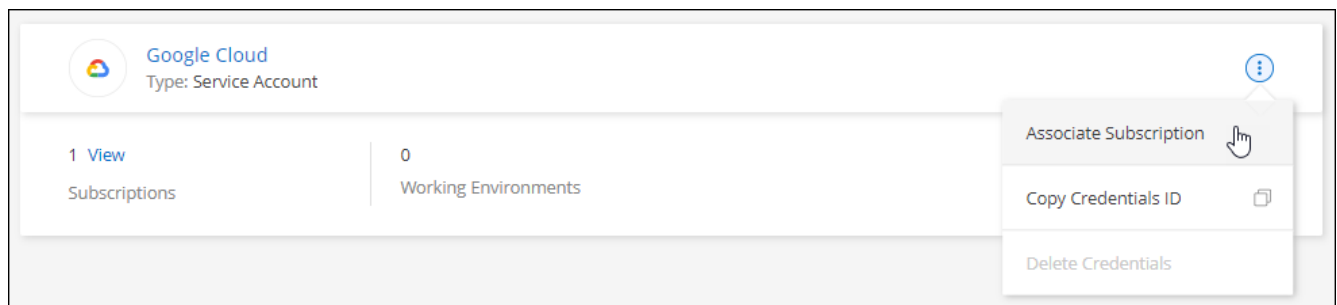 Google Cloud
Type: Service Account
Associate Subscription
1 View
0
Subscriptions
Working Environments
Copy Credentials ID
Delete Credentials